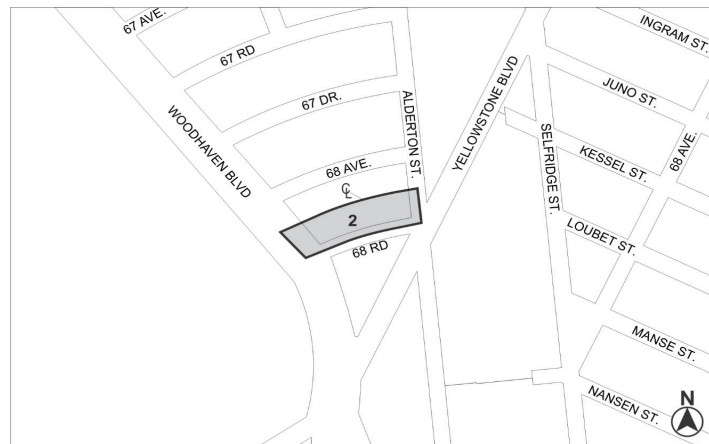 67 AVE.
67 RD
67 DR.
WOODHAVEN BLVD
ALDERTON ST.
YELLOWSTONE BLVD
INGRAM ST.
JUNO ST.
SELFRIDGE ST.
KESSEL ST.
68 AVE.
68 AVE.
℄
2
68 RD
LOUBET ST.
MANSE ST.
NANSEN ST.
N